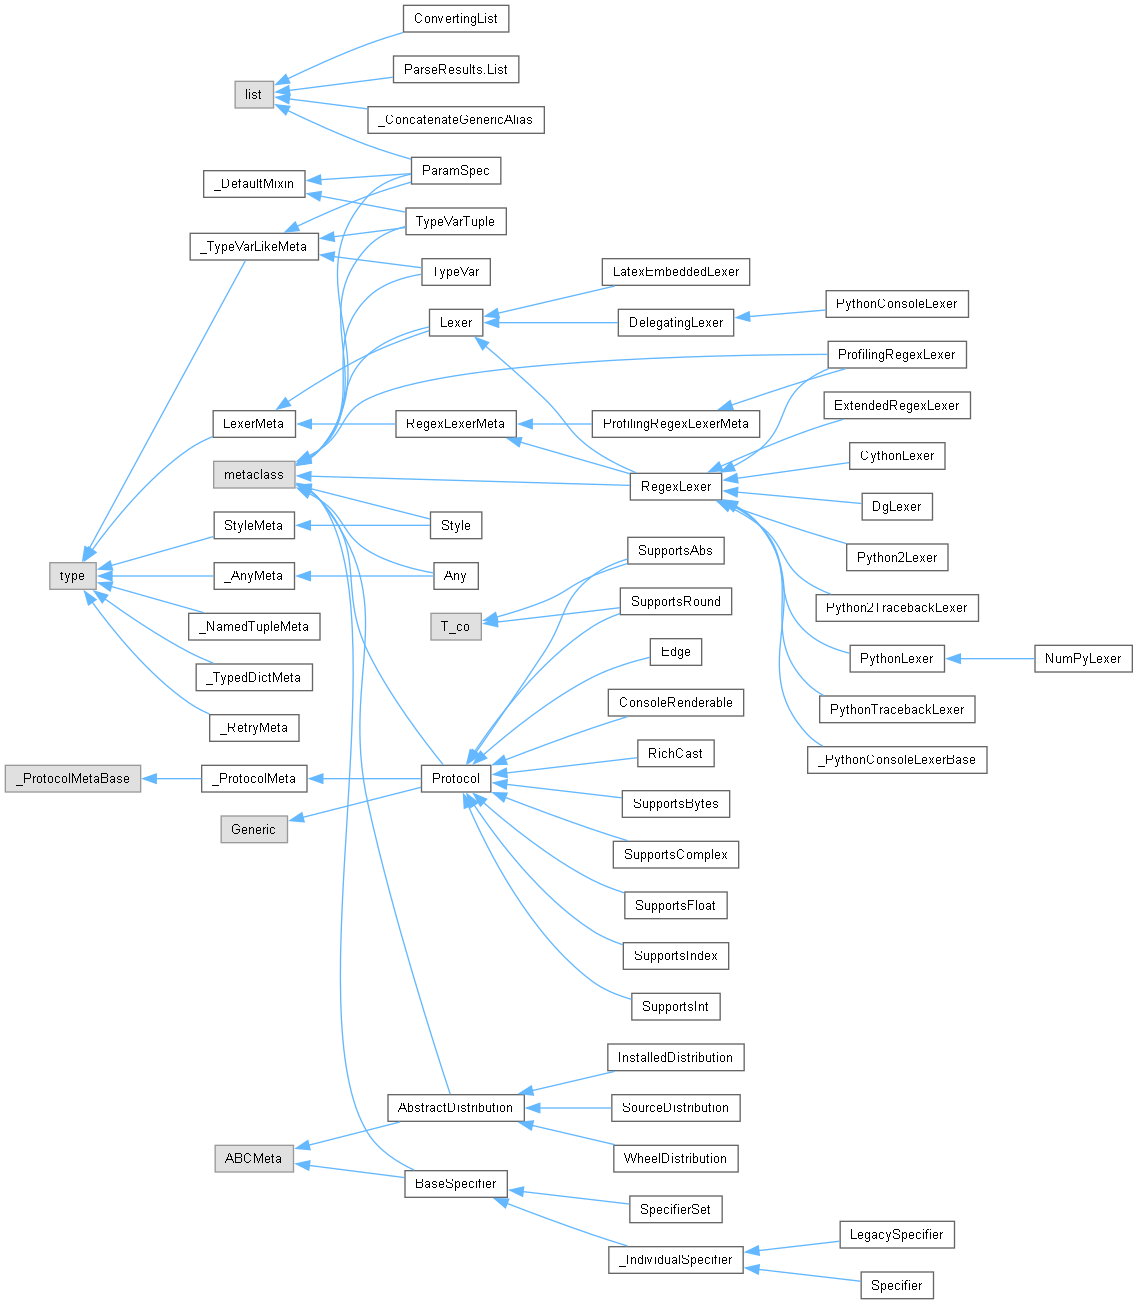 ConvertingList
ParseResults.List
list
_ConcatenateGenericAlias
ParamSpec
_DefaultMixin
TypeVarTuple
_TypeVarLikeMeta
TypeVar
LatexEmbeddedLexer
PythonConsoleLexer
Lexer
DelegatingLexer
ProfilingRegexLexer
ExtendedRegexLexer
LexerMeta
RegexLexerMeta
ProfilingRegexLexerMeta
CythonLexer
metaclass
RegexLexer
DgLexer
StyleMeta
Style
Python2Lexer
SupportsAbs
type
_AnyMeta
Any
SupportsRound
Python2TracebackLexer
_NamedTupleMeta
T_co
Edge
PythonLexer
NumPyLexer
_TypedDictMeta
ConsoleRenderable
PythonTracebackLexer
_RetryMeta
RichCast
_PythonConsoleLexerBase
_ProtocolMetaBase
_ProtocolMeta
Protocol
SupportsBytes
Generic
SupportsComplex
SupportsFloat
SupportsIndex
SupportsInt
InstalledDistribution
AbstractDistribution
SourceDistribution
ABCMeta
WheelDistribution
BaseSpecifier
SpecifierSet
LegacySpecifier
_IndividualSpecifier
Specifier